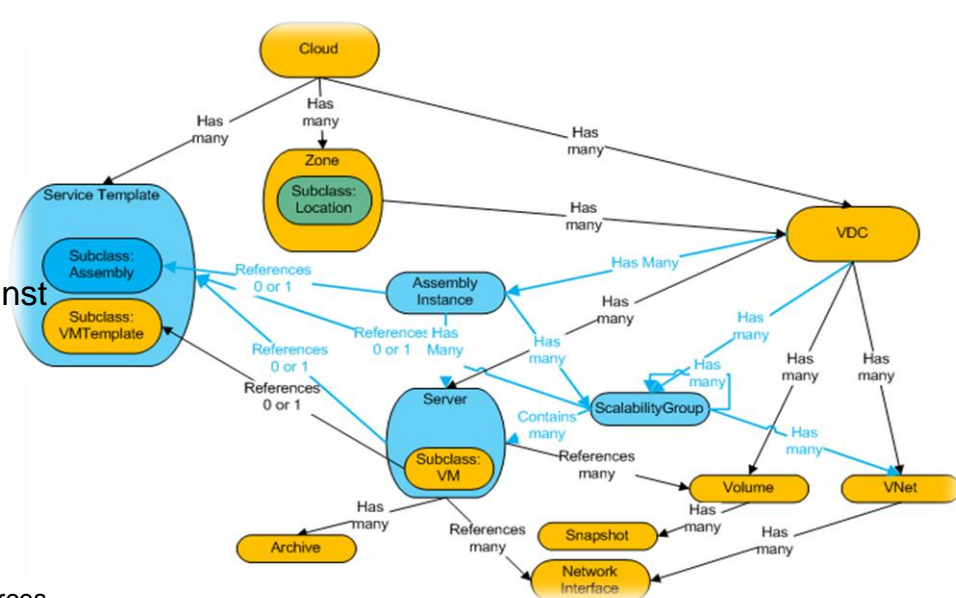 Cloud
Has
many
Has
many
Has
many
Zone
Subclass:
Location
Service Template
Has
many
VDC
Subclass:
Assembly
References
0 or 1
Assembly
Instance
Has Many
nst
Subclass:
VMTemplate
References
0 or 1
Has
Many
Has
many
Has
many
Has
many
References
0 or 1
Has
many
Has
many
Has
many
References
0 or 1
Server
ScalabilityGroup
Contains
many
Has
many
Subclass:
VM
References
many
Volume
VNet
Has
many
Has
many
Archive
References
many
Snapshot
Has
many
Network
Interface